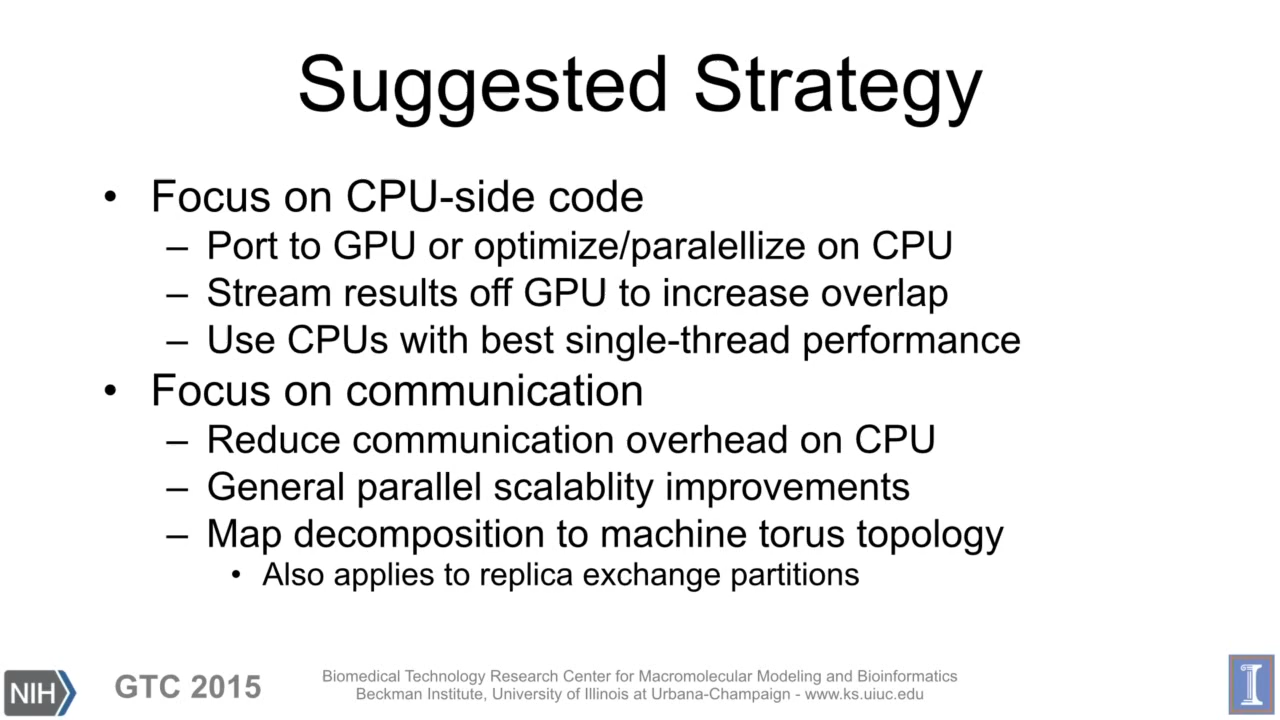 Suggested Strategy
• Focus on CPU-side code
– Port to GPU or optimize/paralellize on CPU
– Stream results off GPU to increase overlap
– Use CPUs with best single-thread performance
• Focus on communication
– Reduce communication overhead on CPU
– General parallel scalablity improvements
– Map decomposition to machine torus topology
• Also applies to replica exchange partitions
NIH
GTC 2015
Biomedical Technology Research Center for Macromolecular Modeling and Bioinformatics
Beckman Institute, University of Illinois at Urbana-Champaign - www.ks.uiuc.edu
I